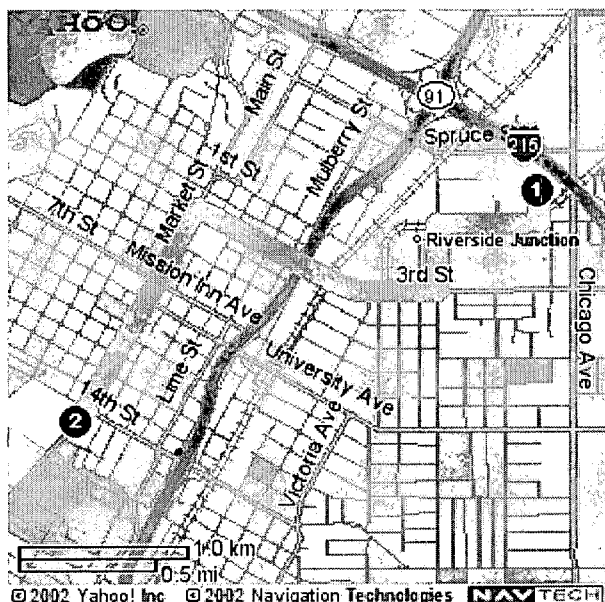 YAHOO!
Main St
91
Spruce S
215
1st St
Mulberry St
1
Market St
7th St
Riverside Junction
Mission Inn Ave
3rd St
Chicago Ave
Lime St
University Ave
14th St
2
Victoria Ave
1.0 km
0.5 mi
© 2002 Yahoo! Inc © 2002 Navigation Technologies NAVTECH